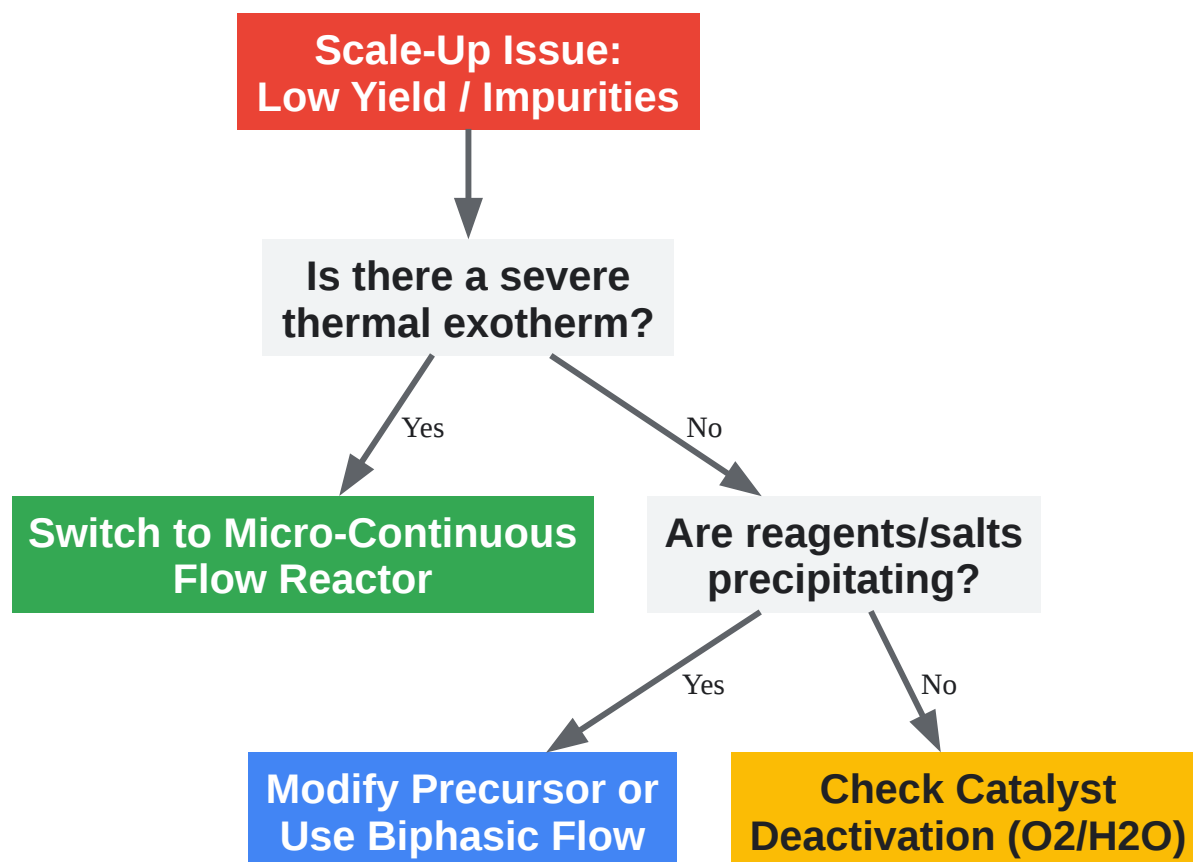 Scale-Up Issue:
Low Yield / Impurities
Is there a severe
thermal exotherm?
Yes
No
Switch to Micro-Continuous
Flow Reactor
Are reagents/salts
precipitating?
Yes
No
Modify Precursor or
Use Biphasic Flow
Check Catalyst
Deactivation (O2/H2O)